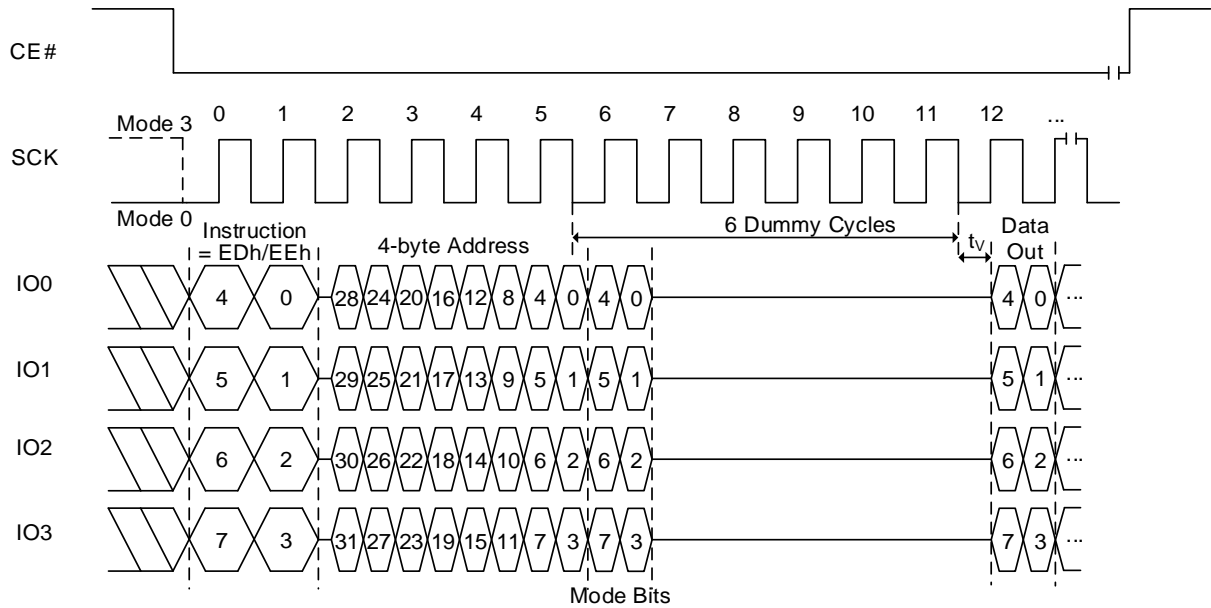 CE#
0 1 2 3 4 5 6 7 8 9 10 11 12 ...
Mode 3
SCK
Mode 0
Instruction
= EDh/EEh
4-byte Address
6 Dummy Cycles
tV
Data
Out
IO0 4 0 28 24 20 16 12 8 4 0 4 0 4 0 ...
IO1 5 1 29 25 21 17 13 9 5 1 5 1 5 1 ...
IO2 6 2 30 26 22 18 14 10 6 2 6 2 6 2 ...
IO3 7 3 31 27 23 19 15 11 7 3 7 3 7 3 ...
Mode Bits